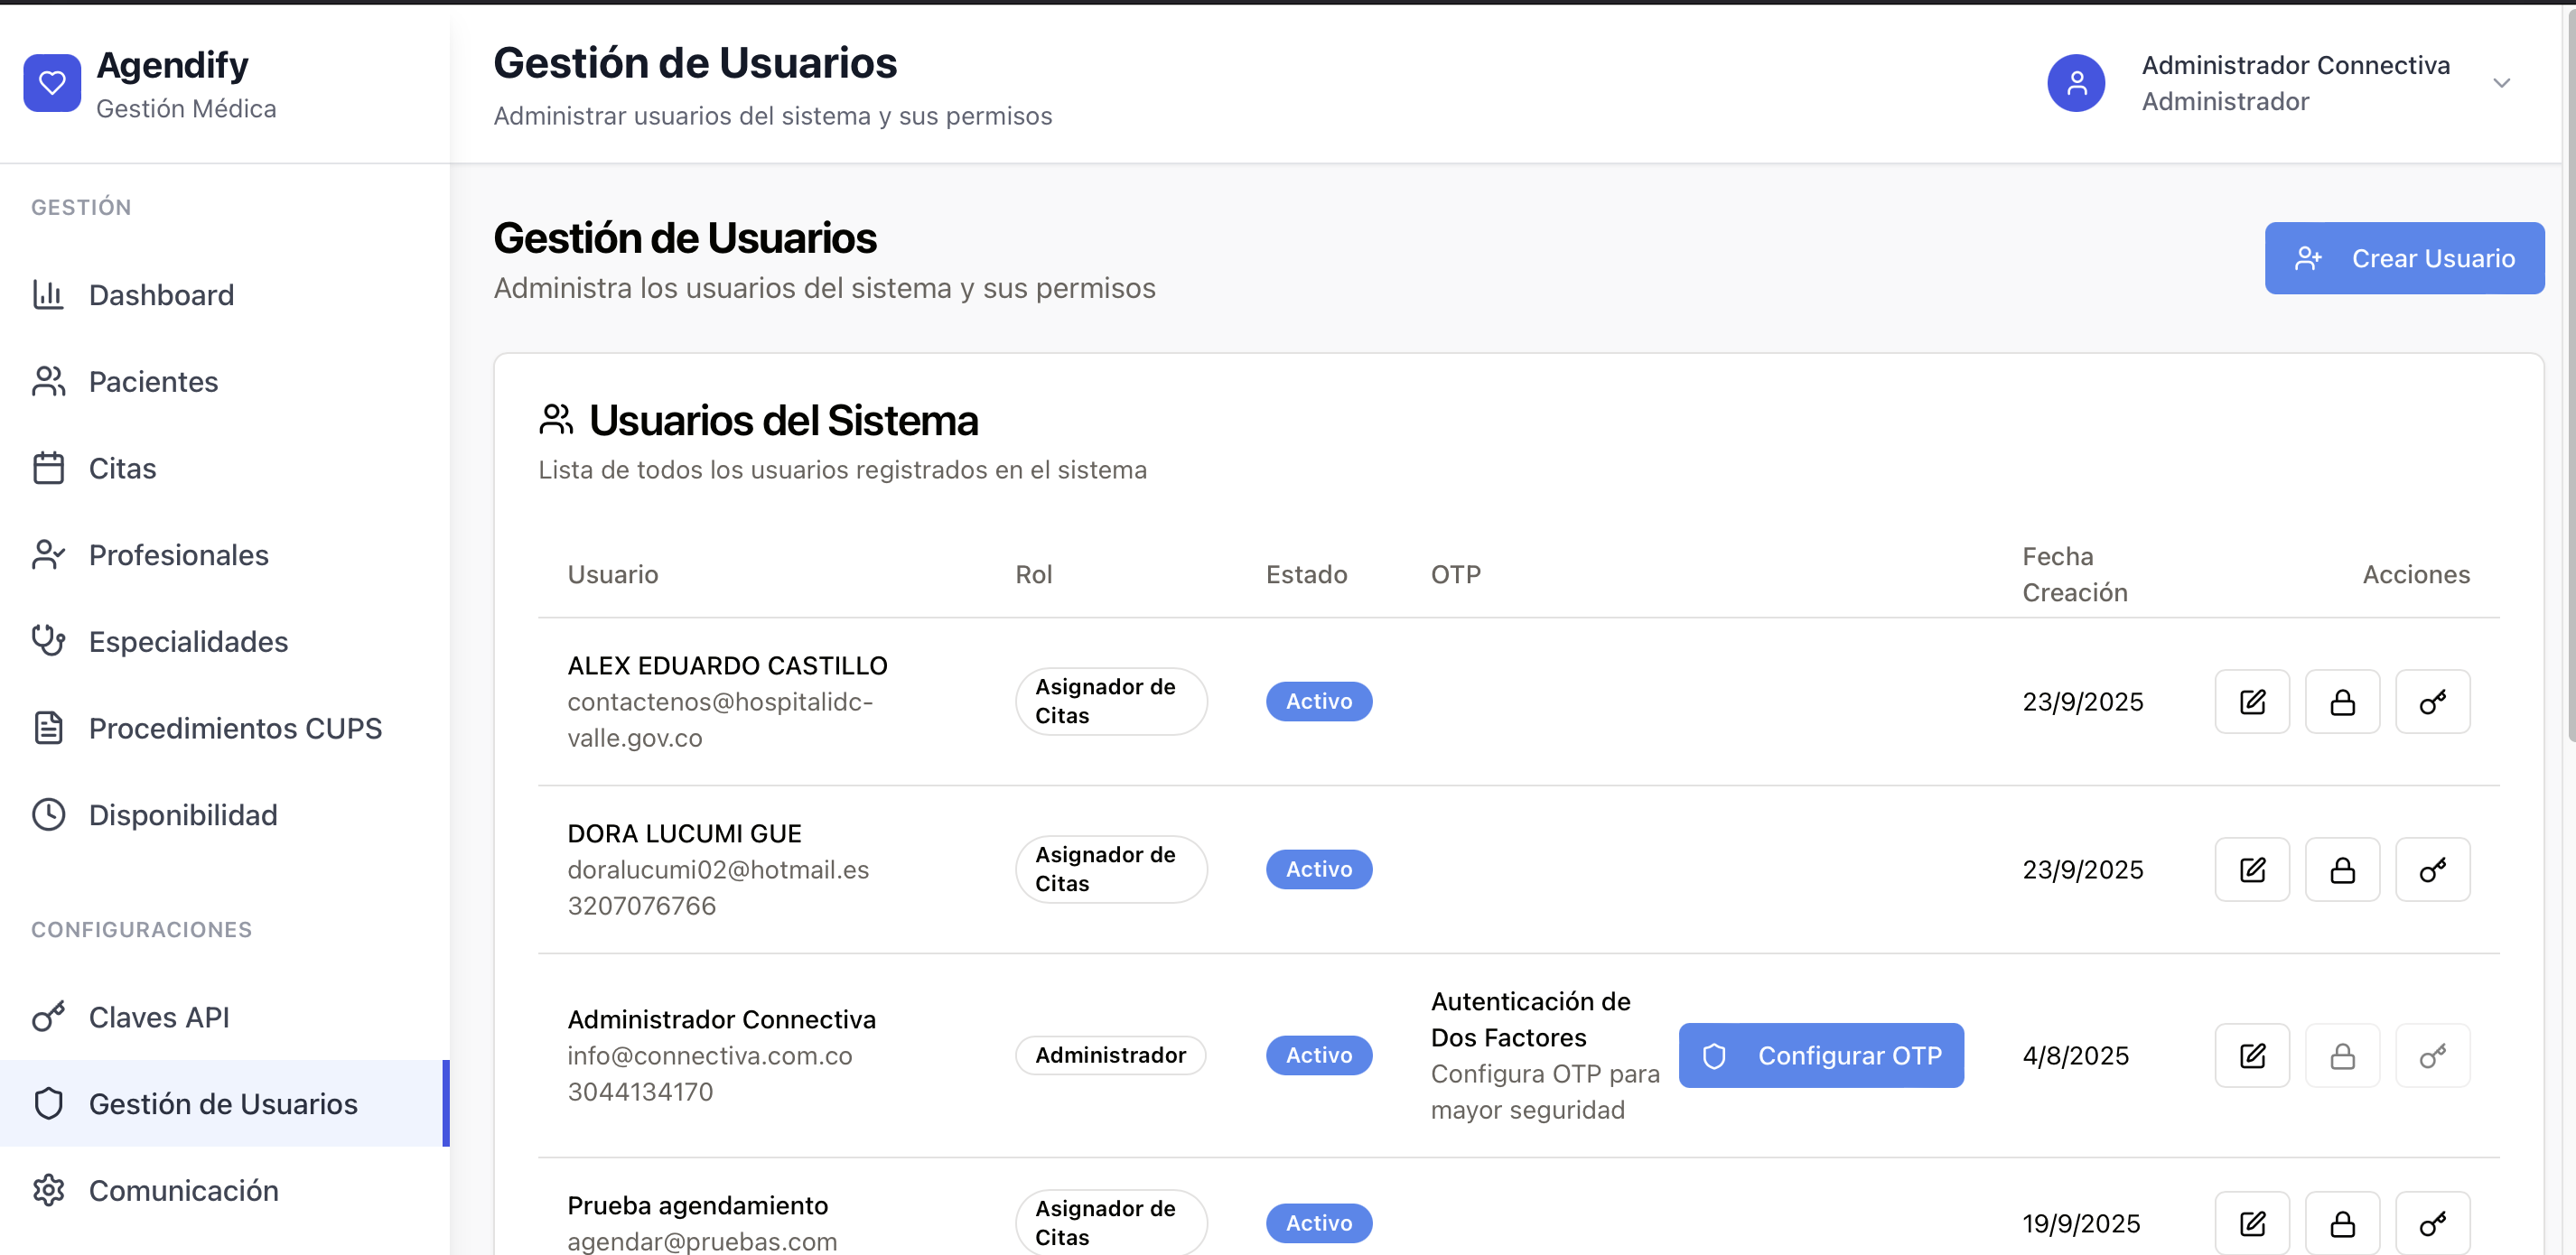 Agendify
Gestión Médica
GESTIÓN
Dashboard
Pacientes
Citas
Profesionales
Especialidades
Procedimientos CUPS
Disponibilidad
CONFIGURACIONES
Claves API
Gestión de Usuarios
Comunicación
Gestión de Usuarios
Administrar usuarios del sistema y sus permisos
Administrador Connectiva
Administrador
Gestión de Usuarios
Administra los usuarios del sistema y sus permisos
Crear Usuario
Usuarios del Sistema
Lista de todos los usuarios registrados en el sistema
Usuario
Rol
Estado
OTP
Fecha
Creación
Acciones
ALEX EDUARDO CASTILLO
contactenos@hospitalidc-
valle.gov.co
Asignador de
Citas
Activo
23/9/2025
DORA LUCUMI GUE
doralucumi02@hotmail.es
3207076766
Asignador de
Citas
Activo
23/9/2025
Administrador Connectiva
info@connectiva.com.co
3044134170
Administrador
Activo
Autenticación de
Dos Factores
Configura OTP para
mayor seguridad
Configurar OTP
4/8/2025
Prueba agendamiento
agendar@pruebas.com
Asignador de
Citas
Activo
19/9/2025